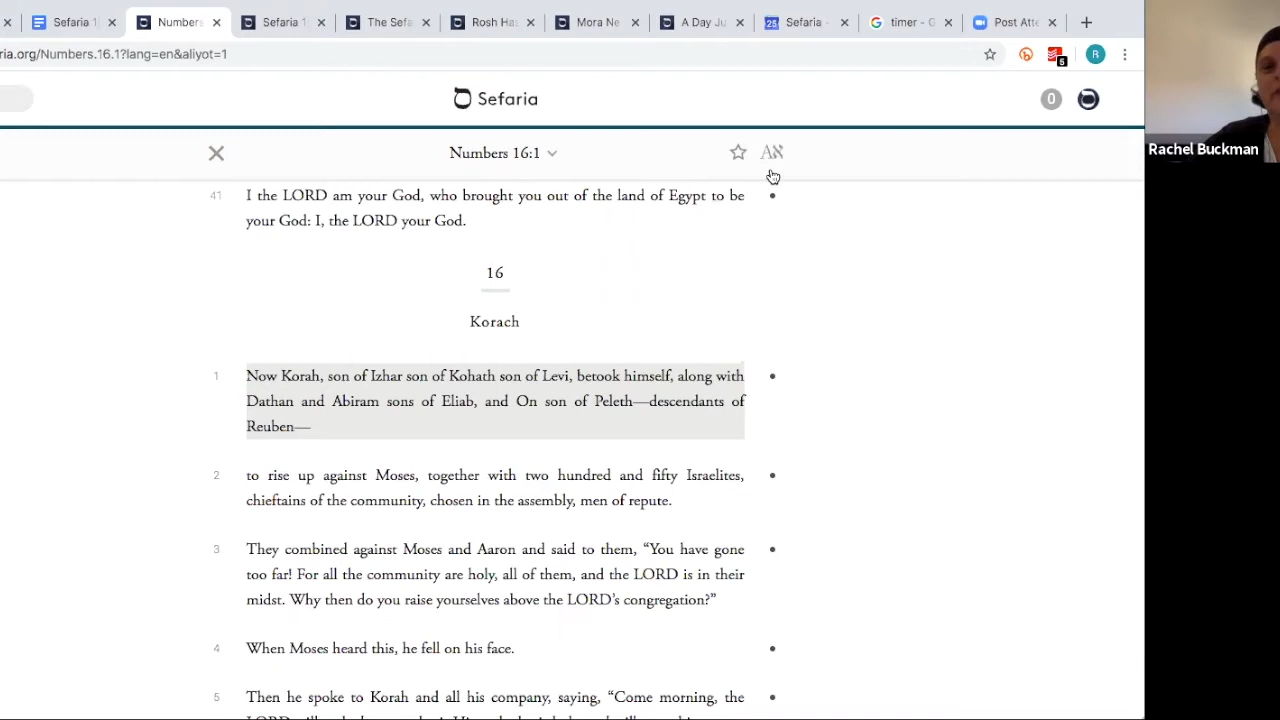 Sefaria 1
Numbers
Sefaria 1
The Sefa
Rosh Has
Mora Ne
A Day Ju
25
Sefaria -
timer - G
Post Atte
ria.org/Numbers.16.1?lang=en&aliyot=1
5
R
Sefaria
0
Numbers 16:1
Aא
41 I the LORD am your God, who brought you out of the land of Egypt to be
your God: I, the LORD your God.
16
Korach
1 Now Korah, son of Izhar son of Kohath son of Levi, betook himself, along with
Dathan and Abiram sons of Eliab, and On son of Peleth—descendants of
Reuben—
2 to rise up against Moses, together with two hundred and fifty Israelites,
chieftains of the community, chosen in the assembly, men of repute.
3 They combined against Moses and Aaron and said to them, “You have gone
too far! For all the community are holy, all of them, and the LORD is in their
midst. Why then do you raise yourselves above the LORD’s congregation?”
4 When Moses heard this, he fell on his face.
5 Then he spoke to Korah and all his company, saying, “Come morning, the
Rachel Buckman